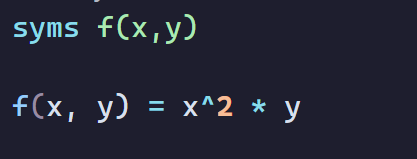 syms f(x,y)
f(x, y) = x^2 * y